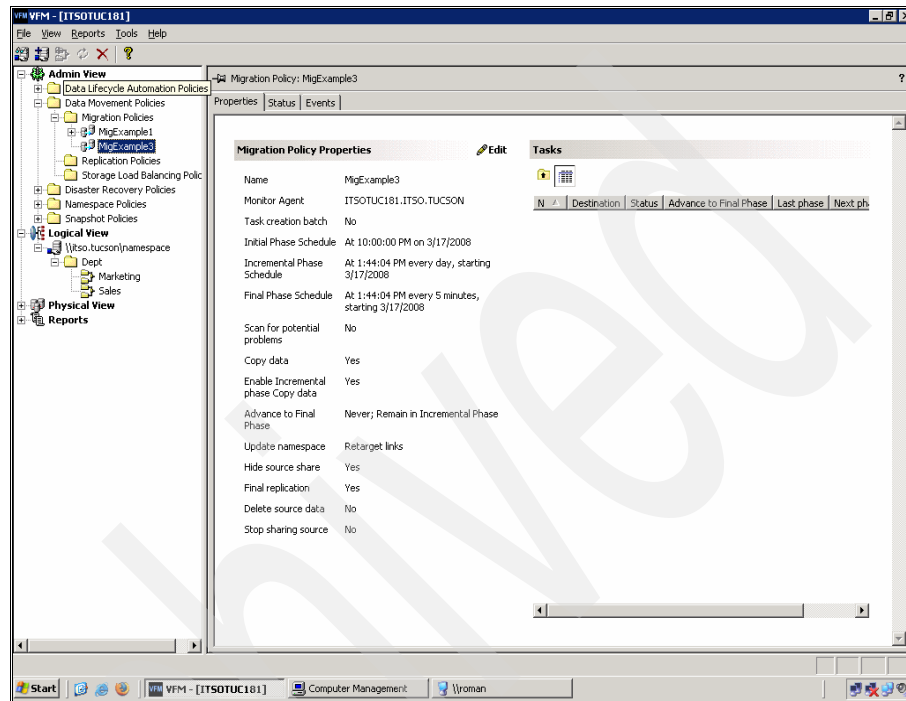 VFM VFM - [ITSOTUC181]
File View Reports Tools Help
Admin View
Data Lifecycle Automation Policies
Data Movement Policies
Migration Policies
MigExample1
MigExample3
Replication Policies
Storage Load Balancing Polic
Disaster Recovery Policies
Namespace Policies
Snapshot Policies
Logical View
\\itso.tucson\namespace
Dept
Marketing
Sales
Physical View
Reports
Migration Policy: MigExample3 ?
Properties Status Events
Migration Policy Properties Edit
Name MigExample3
Monitor Agent ITSOTUC181.ITSO.TUCSON
Task creation batch No
Initial Phase Schedule At 10:00:00 PM on 3/17/2008
Incremental Phase Schedule At 1:44:04 PM every day, starting
3/17/2008
Final Phase Schedule At 1:44:04 PM every 5 minutes,
starting 3/17/2008
Scan for potential
problems No
Copy data Yes
Enable Incremental
phase Copy data Yes
Advance to Final
Phase Never; Remain in Incremental Phase
Update namespace Retarget links
Hide source share Yes
Final replication Yes
Delete source data No
Stop sharing source No
Tasks
N Destination Status Advance to Final Phase Last phase Next ph
hived
Start VFM VFM - [ITSOTUC181] Computer Management \\roman